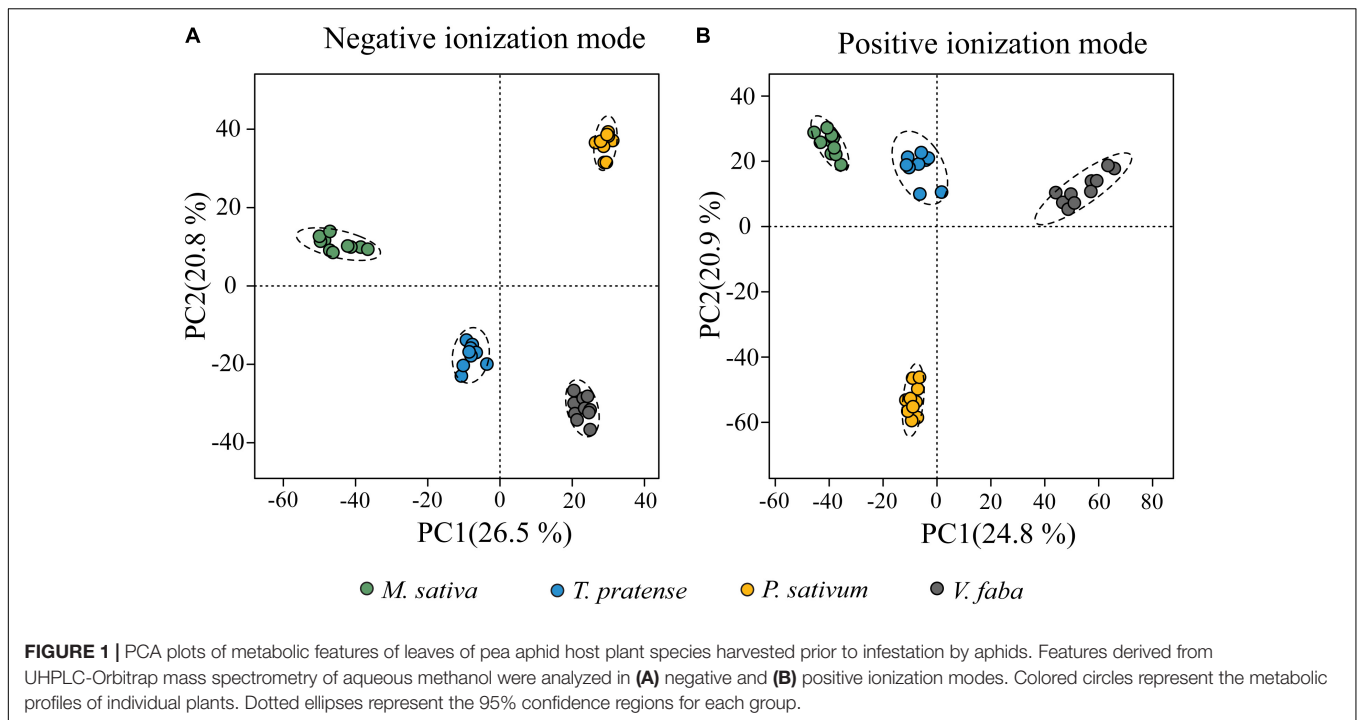 A
Negative ionization mode
40
20
0
-20
-40
PC2(20.8 %)
-60
-40
-20
0
20
40
PC1(26.5 %)
B
Positive ionization mode
40
20
0
-20
-40
-60
PC2(20.9 %)
-60
-40
-20
0
20
40
60
80
PC1(24.8 %)
M. sativa
T. pratense
P. sativum
V. faba
FIGURE 1 | PCA plots of metabolic features of leaves of pea aphid host plant species harvested prior to infestation by aphids. Features derived from
UHPLC-Orbitrap mass spectrometry of aqueous methanol were analyzed in (A) negative and (B) positive ionization modes. Colored circles represent the metabolic
profiles of individual plants. Dotted ellipses represent the 95% confidence regions for each group.